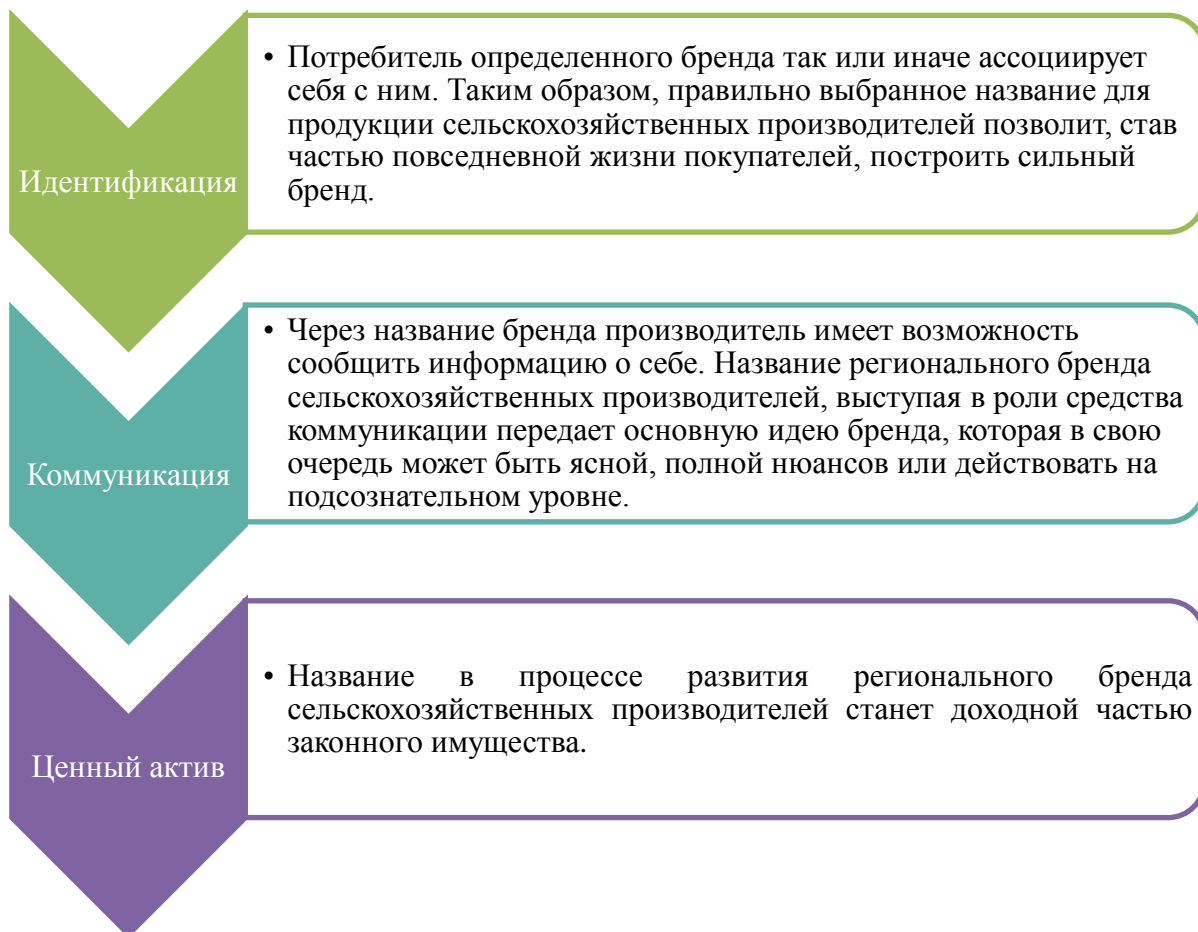 Идентификация
• Потребитель определенного бренда так или иначе ассоциирует
себя с ним. Таким образом, правильно выбранное название для
продукции сельскохозяйственных производителей позволит, став
частью повседневной жизни покупателей, построить сильный
бренд.
Коммуникация
• Через название бренда производитель имеет возможность
сообщить информацию о себе. Название регионального бренда
сельскохозяйственных производителей, выступая в роли средства
коммуникации передает основную идею бренда, которая в свою
очередь может быть ясной, полной нюансов или действовать на
подсознательном уровне.
Ценный актив
• Название в процессе развития регионального бренда
сельскохозяйственных производителей станет доходной частью
законного имущества.